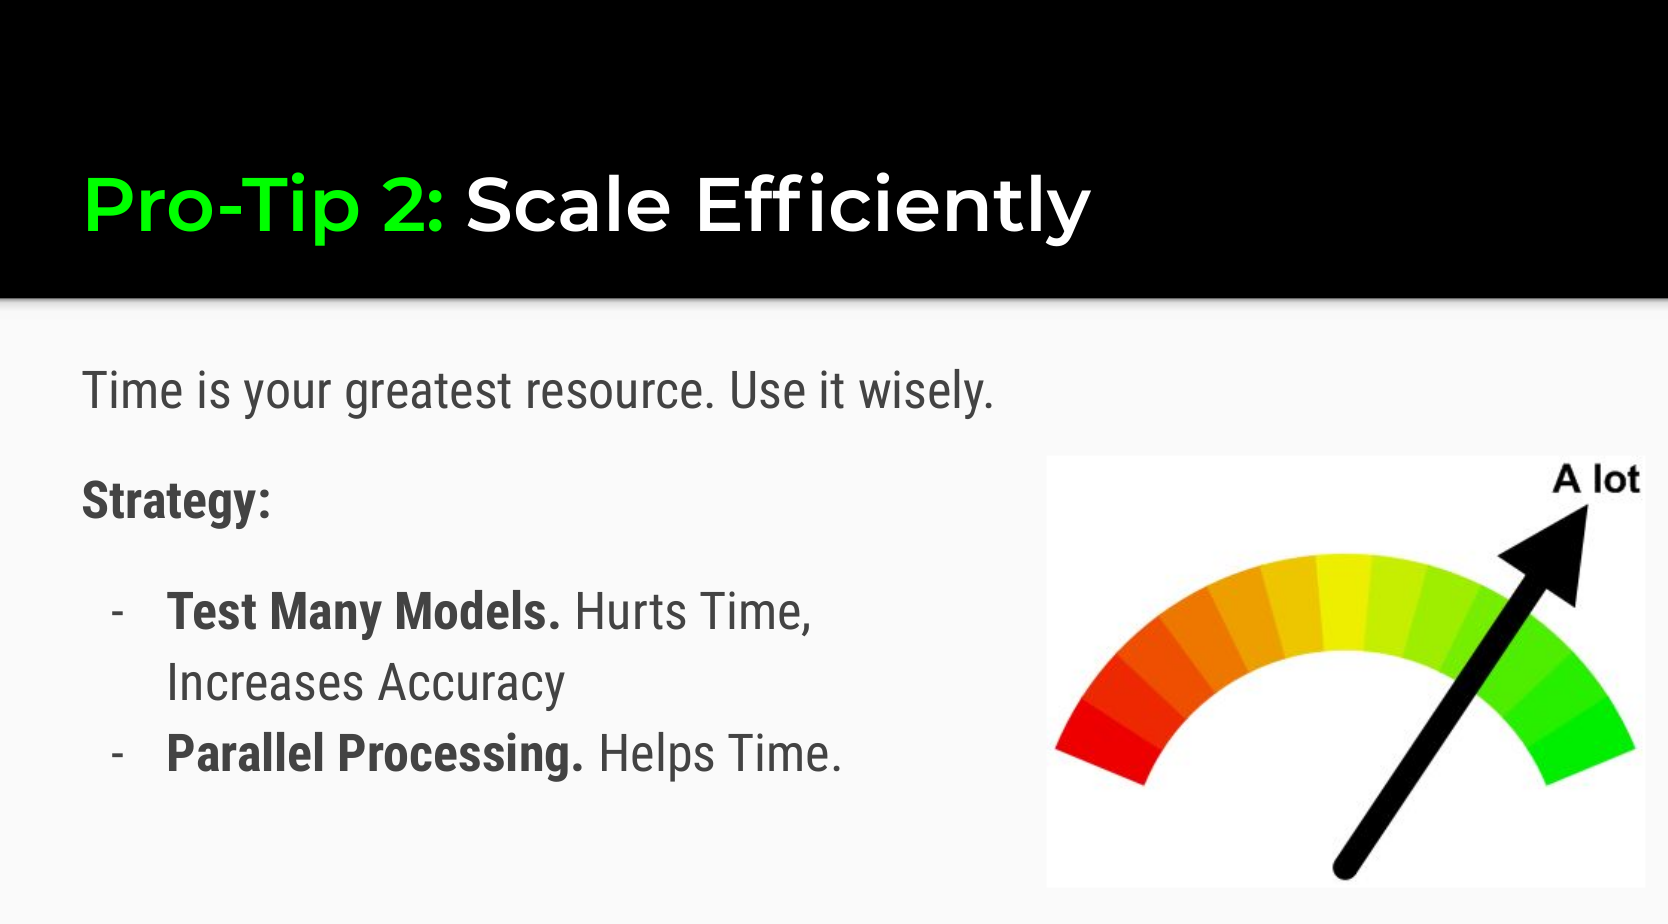 Pro-Tip 2: Scale Efficiently
Time is your greatest resource. Use it wisely.
Strategy:
- Test Many Models. Hurts Time,
Increases Accuracy
- Parallel Processing. Helps Time.
A lot